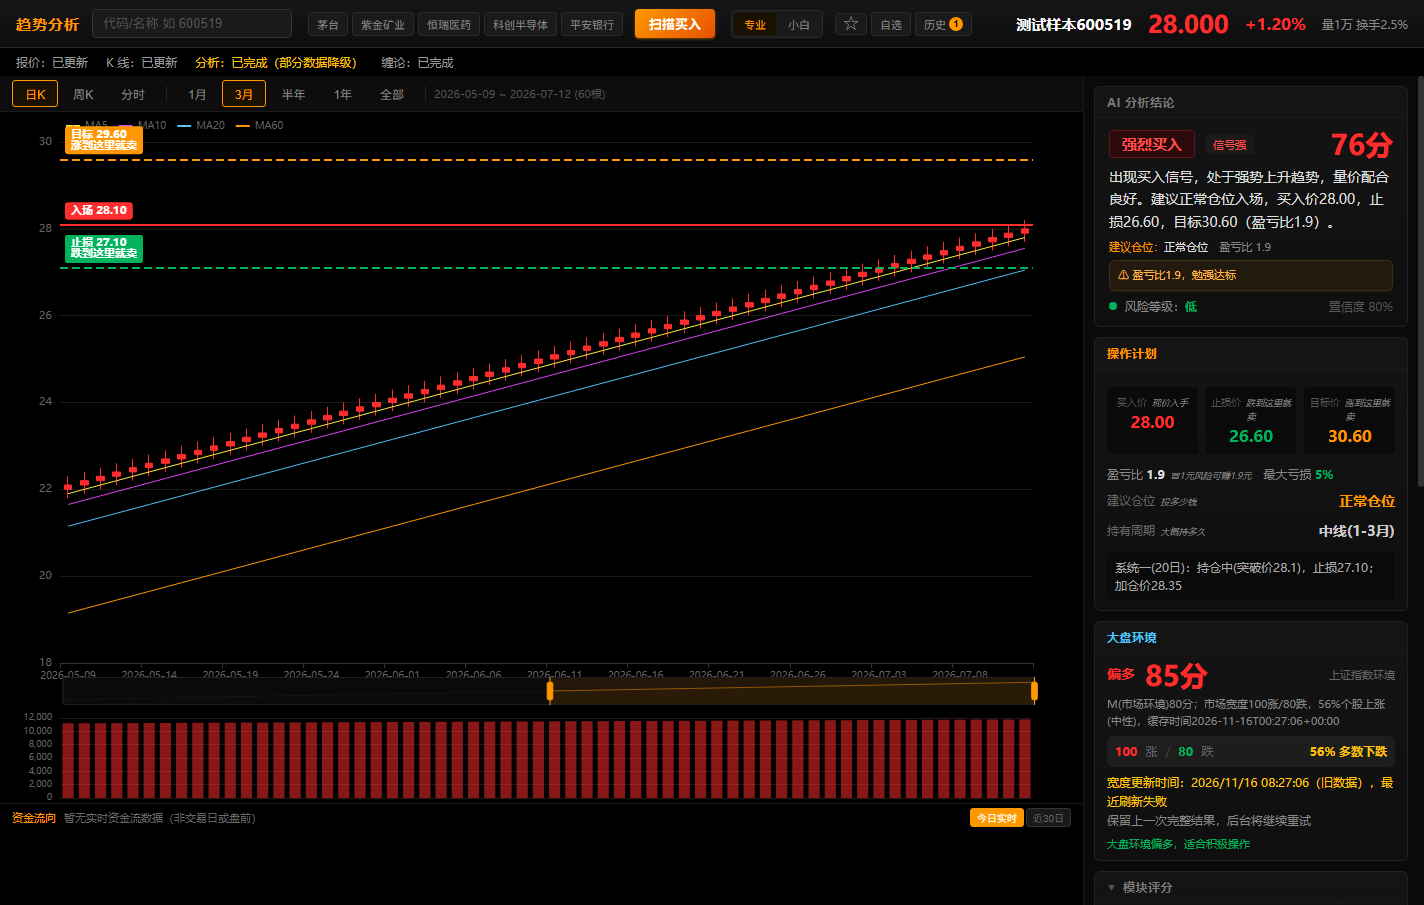 趋势分析
代码/名称 如 600519
茅台 紫金矿业 恒瑞医药 科创半导体 平安银行
扫描买入
专业 小白
☆ 自选 历史 1
测试样本600519 28.000 +1.20% 量1万 换手2.5%
报价：已更新 K 线：已更新 分析：已完成（部分数据降级） 缠论：已完成
日K 周K 分时 1月 3月 半年 1年 全部 2026-05-09 ~ 2026-07-12 (60根)
MA5 MA10 MA20 MA60
目标 29.60
涨到这里就卖
入场 28.10
止损 27.10
跌到这里就卖
30
28
26
24
22
20
18
2026-05-09 2026-05-14 2026-05-19 2026-05-24 2026-06-01 2026-06-06 2026-06-11 2026-06-16 2026-06-21 2026-06-26 2026-07-03 2026-07-08
12,000
10,000
8,000
6,000
4,000
2,000
0
资金流向 暂无实时资金流数据（非交易日或盘前）
今日实时 近30日
AI 分析结论
强烈买入 信号强 76分
出现买入信号，处于强势上升趋势，量价配合
良好。建议正常仓位入场，买入价28.00，止
损26.60，目标30.60（盈亏比1.9）。
建议仓位：正常仓位 盈亏比 1.9
⚠ 盈亏比1.9，勉强达标
风险等级：低 置信度 80%
操作计划
买入价 现价入手
28.00
止损价 跌到这里就卖
26.60
目标价 涨到这里就卖
30.60
盈亏比 1.9 冒1元风险可赚1.9元 最大亏损 5%
建议仓位 投多少钱 正常仓位
持有周期 大概持多久 中线(1-3月)
系统一(20日)：持仓中(突破价28.1)，止损27.10；
加仓价28.35
大盘环境
偏多 85分 上证指数环境
M(市场环境)80分；市场宽度100涨/80跌，56%个股上涨
(中性)，缓存时间2026-11-16T00:27:06+00:00
100 涨 / 80 跌 56% 多数下跌
宽度更新时间：2026/11/16 08:27:06（旧数据），最
近刷新失败
保留上一次完整结果，后台将继续重试
大盘环境偏多，适合积极操作
▼ 模块评分